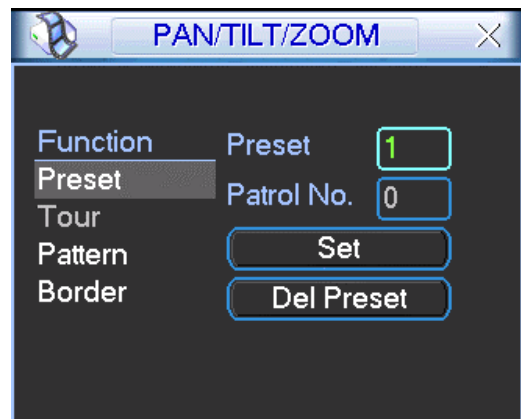 PAN/TILT/ZOOM
Function
Preset
Tour
Pattern
Border
Preset 1
Patrol No. 0
Set
Del Preset